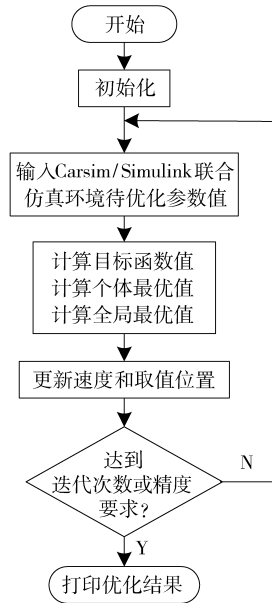 开始
初始化
输入Carsim/Simulink联合
仿真环境待优化参数值
计算目标函数值
计算个体最优值
计算全局最优值
更新速度和取值位置
达到
迭代次数或精度
要求?
N
Y
打印优化结果